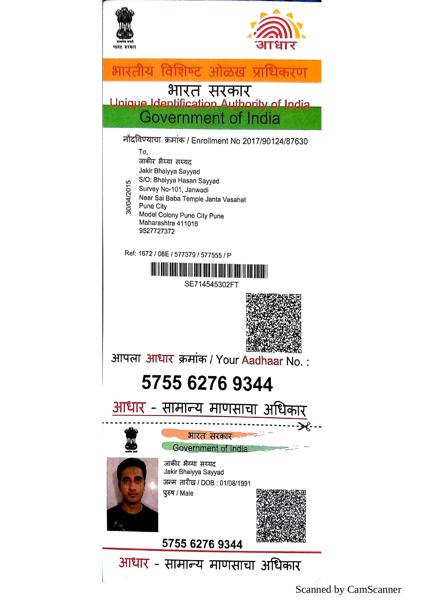 भारत सरकार
आधार
भारतीय विशिष्ट ओळख प्राधिकरण
भारत सरकार
Unique Identification Authority of India
Government of India
नोंदविण्याचा क्रमांक / Enrollment No 2017/90124/87630
To,
जाकीर भैय्या सय्यद
Jakir Bhaiyya Sayyad
S/O: Bhaiyya Hasan Sayyad
Survey No-101, Janwadi
Near Sai Baba Temple Janta Vasahat
Pune City
Model Colony Pune City Pune
Maharashtra 411016
9527727372
30/04/2015
Ref: 1672 / 08E / 577379 / 577555 / P
SE714545302FT
आपला आधार क्रमांक / Your Aadhaar No. :
5755 6276 9344
आधार - सामान्य माणसाचा अधिकार
भारत सरकार
Government of India
जाकीर भैय्या सय्यद
Jakir Bhaiyya Sayyad
जन्म तारीख / DOB : 01/08/1991
पुरुष / Male
5755 6276 9344
आधार - सामान्य माणसाचा अधिकार
Scanned by CamScanner